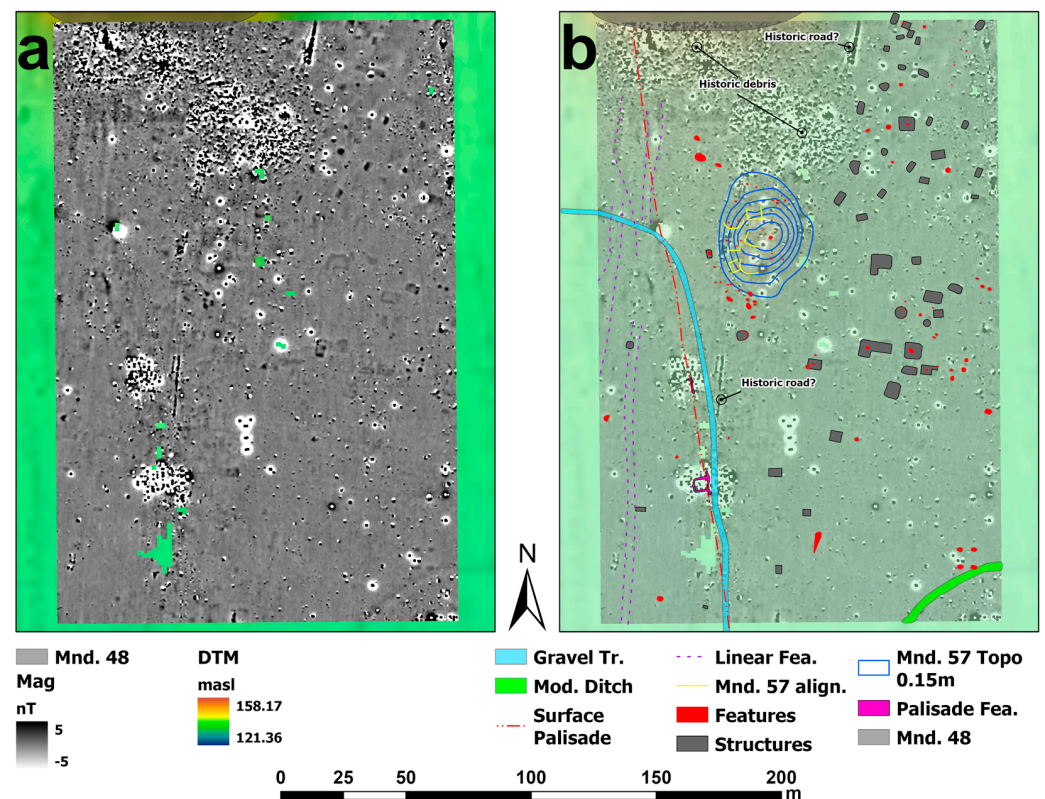 a
b
Historic road?
Historic debris
Historic road?
N
Mnd. 48
Mag
nT
5
-5
DTM
masl
158.17
121.36
Gravel Tr.
Mod. Ditch
Surface
Palisade
Linear Fea.
Mnd. 57 align.
Features
Structures
Mnd. 57 Topo
0.15m
Palisade Fea.
Mnd. 48
0 25 50 100 150 200
m